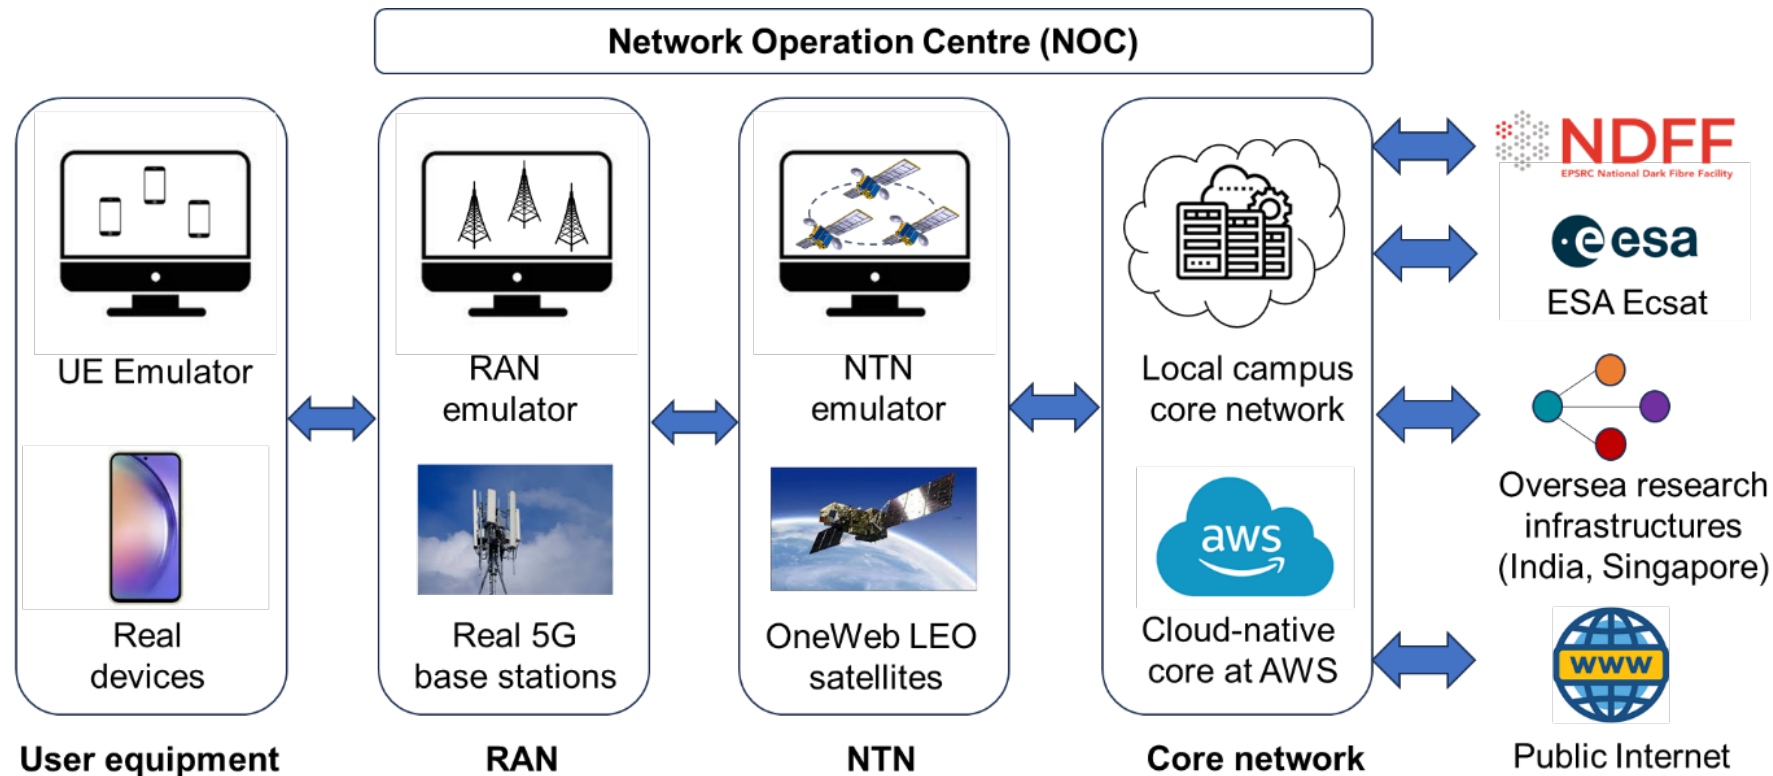 Network Operation Centre (NOC)
UE Emulator
Real
devices
User equipment
RAN
emulator
Real 5G
base stations
RAN
NTN
emulator
OneWeb LEO
satellites
NTN
Local campus
core network
aws
Cloud-native
core at AWS
Core network
NDFF
EPSRC National Dark Fibre Facility
esa
ESA Ecsat
Oversea research
infrastructures
(India, Singapore)
www
Public Internet